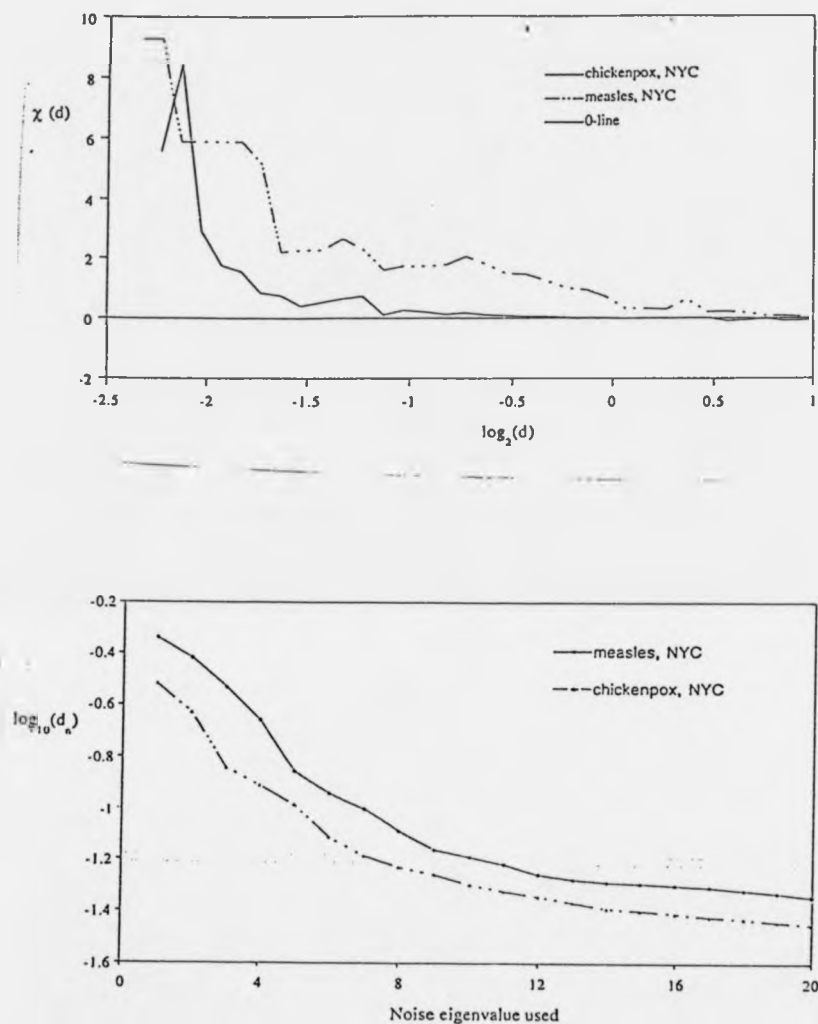 10
8
6
4
2
0
-2
χ (d)
chickenpox, NYC
measles, NYC
0-line
-2.5 -2 -1.5 -1 -0.5 0 0.5 1
log₂(d)
-0.2
-0.4
-0.6
-0.8
-1
-1.2
-1.4
-1.6
log₁₀(dₙ)
measles, NYC
chickenpox, NYC
0 4 8 12 16 20
Noise eigenvalue used